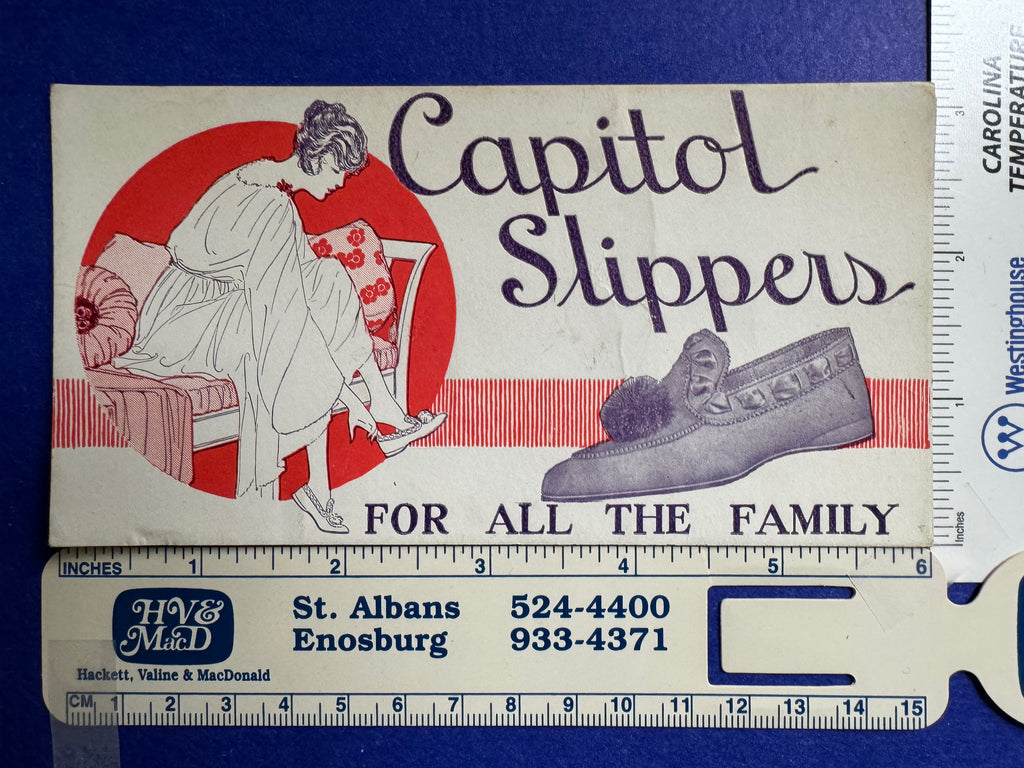 Capitol
Slippers
FOR ALL THE FAMILY
INCHES 1 2 3 4 5 6
HV&
MacD
Hackett, Valine & MacDonald
St. Albans 524-4400
Enosburg 933-4371
CM 1 2 3 4 5 6 7 8 9 10 11 12 13 14 15
CAROLINA
TEMPERATURE
Westinghouse
3
2
1
Inches